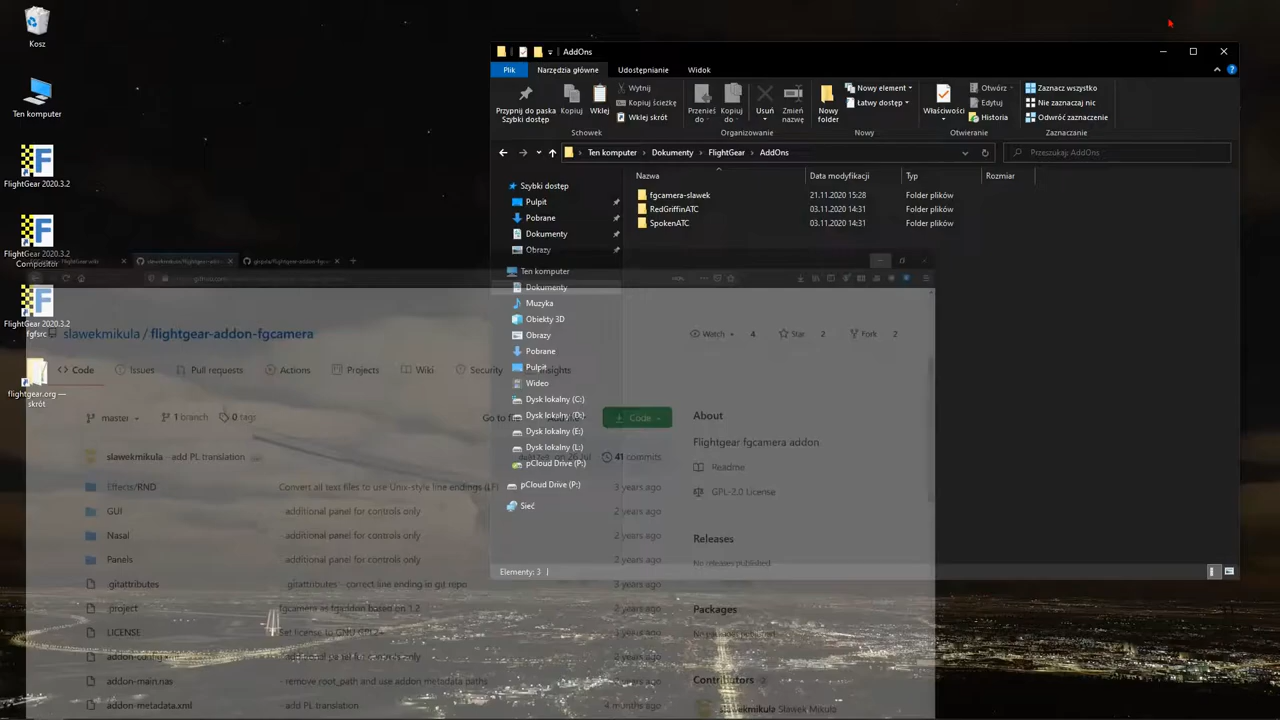 Kosz
Ten komputer
FlightGear 2020.3.2
FlightGear 2020.3.2
Compositor
FlightGear 2020.3.2
fgfsrc
flightgear.org —
skrót
AddOns
Plik
Narzędzia główne
Udostępnianie
Widok
Przypnij do paska
Szybki dostęp
Kopiuj
Wklej
Wytnij
Kopiuj ścieżkę
Wklej skrót
Schowek
Przenieś
do
Kopiuj
do
Usuń
Zmień
nazwę
Organizowanie
Nowy
folder
Nowy element
Łatwy dostęp
Nowy
Właściwości
Otwórz
Edytuj
Historia
Otwieranie
Zaznacz wszystko
Nie zaznaczaj nic
Odwróć zaznaczenie
Zaznaczanie
Ten komputer > Dokumenty > FlightGear > AddOns
Przeszukaj: AddOns
Nazwa Data modyfikacji Typ Rozmiar
fgcamera-slawek 21.11.2020 15:28 Folder plików
RedGriffinATC 03.11.2020 14:31 Folder plików
SpokenATC 03.11.2020 14:31 Folder plików
Szybki dostęp
Pulpit
Pobrane
Dokumenty
Obrazy
Ten komputer
Dokumenty
Muzyka
Obiekty 3D
Obrazy
Pobrane
Pulpit
Wideo
Dysk lokalny (C:)
Dysk lokalny (D:)
Dysk lokalny (E:)
Dysk lokalny (L:)
pCloud Drive (P:)
pCloud Drive (P:)
Sieć
Elementy: 3
slawekmikula / flightgear-addon-fgcamera
Watch 4 Star 2 Fork 2
Code Issues Pull requests Actions Projects Wiki Security Insights
master 1 branch 0 tags Code
slawekmikula - add PL translation
41 commits
Effects/RND Convert all text files to use Unix-style line endings (LF) 3 years ago
GUI - additional panel for controls only 2 years ago
Nasal - additional panel for controls only 2 years ago
Panels - additional panel for controls only 2 years ago
.gitattributes .gitattributes - correct line ending in git repo 3 years ago
.project fgcamera as fgaddon based on 1.2 2 years ago
LICENSE Set license to GNU GPL2+ 3 years ago
- additional panel for controls only 2 years ago
addon-main.nas - remove root_path and use addon metadata paths 2 years ago
addon-metadata.xml - add PL translation 4 months ago
About
Flightgear fgcamera addon
Readme
GPL-2.0 License
Releases
No releases published
Packages
No packages published
Contributors 2
slawekmikula Sławek Mikuła